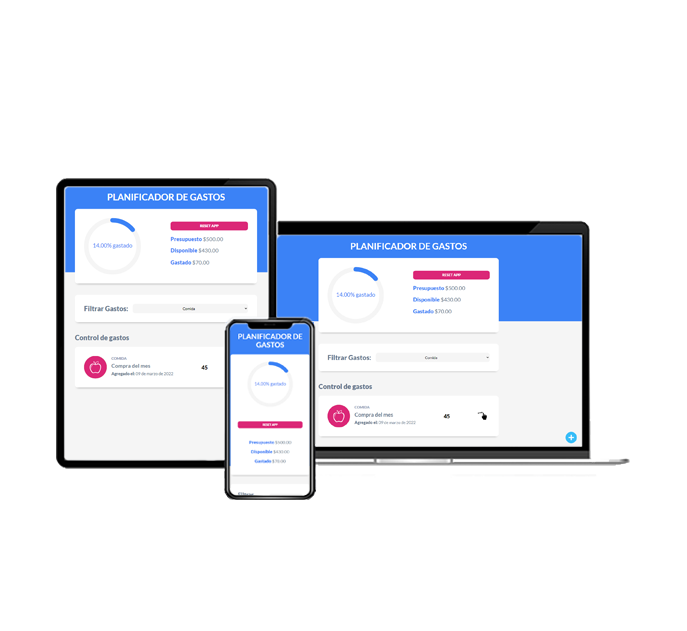 PLANIFICADOR DE GASTOS
14.00% gastado
RESET APP
Presupuesto $500.00
Disponible $430.00
Gastado $70.00
Filtrar Gastos:
Comida
Control de gastos
COMIDA
Compra del mes
Agregado el: 09 de marzo de 2022
45
PLANIFICADOR DE
GASTOS
14.00% gastado
RESET APP
Presupuesto $500.00
Disponible $430.00
Gastado $70.00
Filtrar
PLANIFICADOR DE GASTOS
14.00% gastado
RESET APP
Presupuesto $500.00
Disponible $430.00
Gastado $70.00
Filtrar Gastos:
Comida
Control de gastos
COMIDA
Compra del mes
Agregado el: 09 de marzo de 2022
45